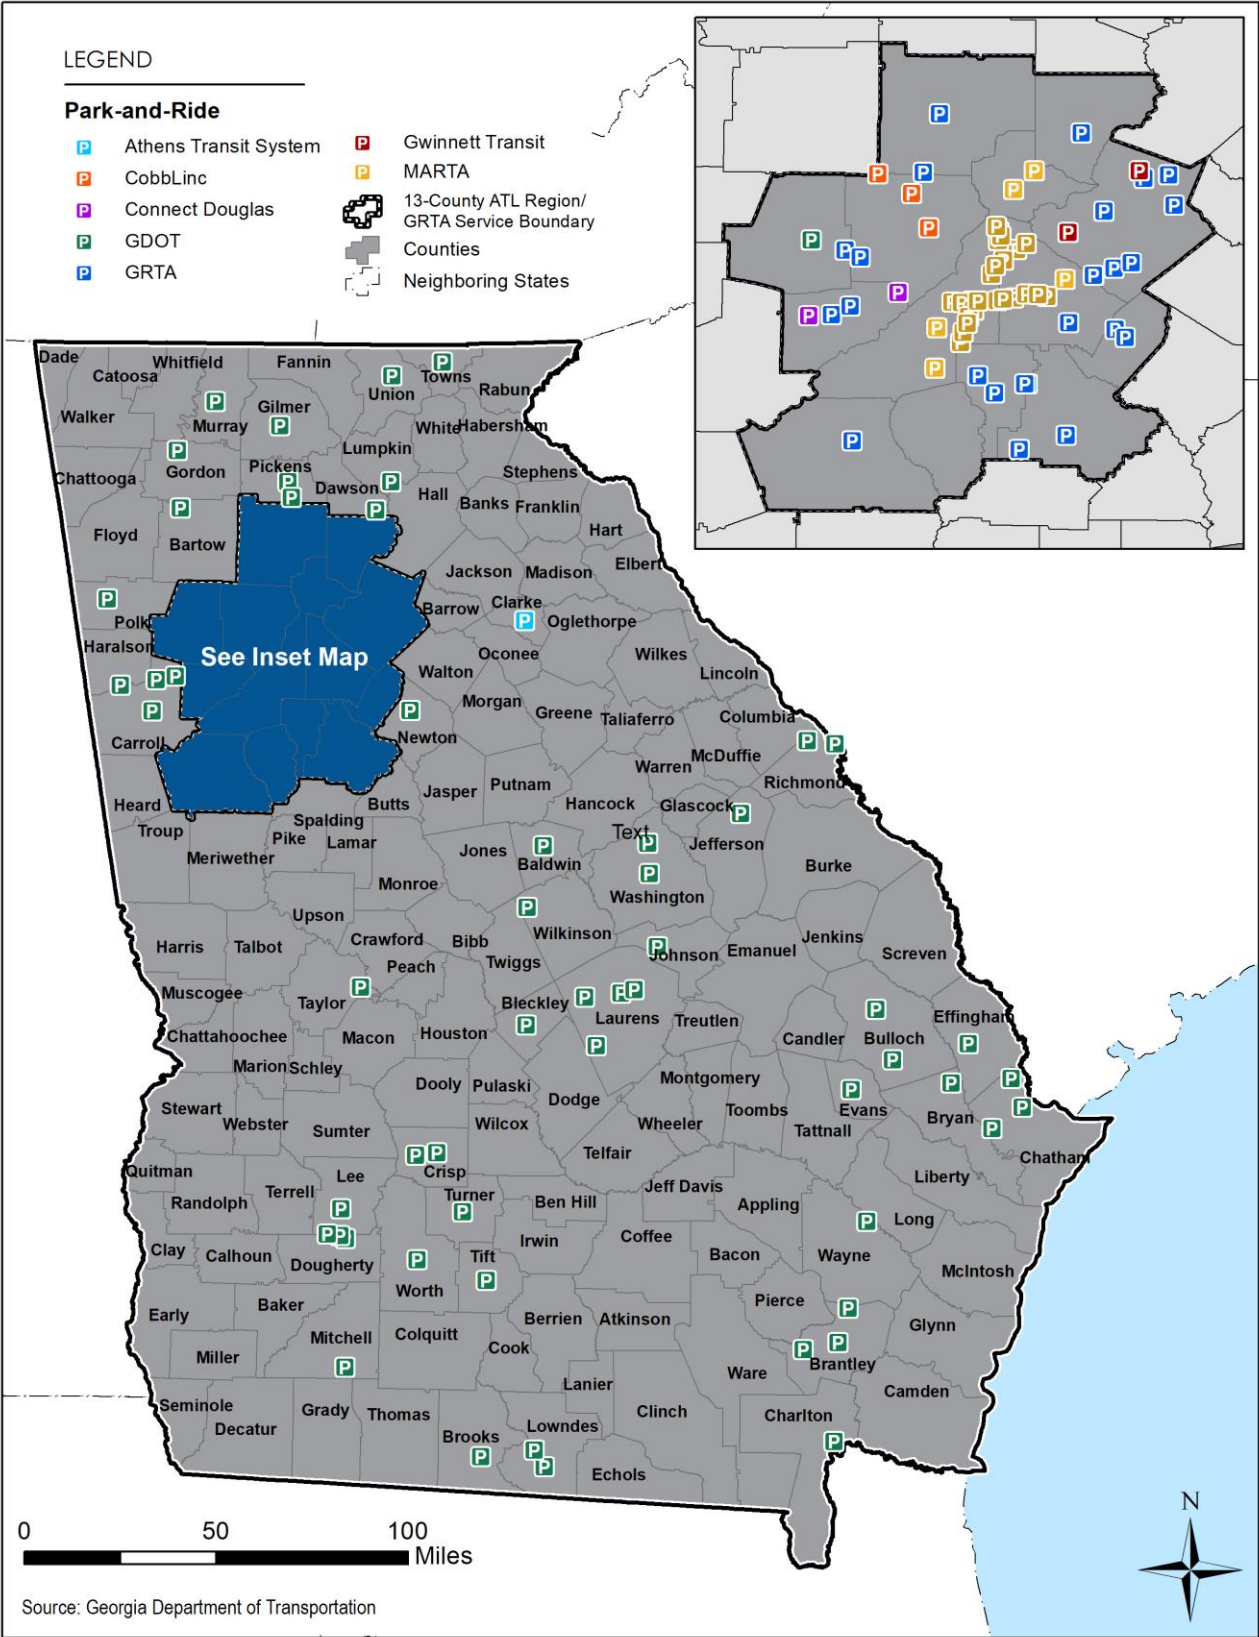 LEGEND
Park-and-Ride
P Athens Transit System
P CobbLinc
P Connect Douglas
P GDOT
P GRTA
P Gwinnett Transit
P MARTA
13-County ATL Region/
GRTA Service Boundary
Counties
Neighboring States
Dade
Catoosa
Whitfield
Fannin
Union
Towns
Rabun
Walker
Murray
Gilmer
White
Habersham
Lumpkin
Chattooga
Gordon
Pickens
Dawson
Hall
Stephens
Banks
Franklin
Hart
Floyd
Bartow
Jackson
Madison
Elbert
Polk
Barrow
Clarke
Oglethorpe
Haralson
See Inset Map
Oconee
Walton
Wilkes
Lincoln
Morgan
Greene
Taliaferro
Columbia
Carroll
Newton
McDuffie
Warren
Richmond
Heard
Butts
Jasper
Putnam
Hancock
Glascock
Troup
Spalding
Pike
Lamar
Text
Meriwether
Jones
Baldwin
Jefferson
Burke
Monroe
Washington
Upson
Harris
Talbot
Crawford
Bibb
Wilkinson
Jenkins
Peach
Twiggs
Johnson
Emanuel
Screven
Muscogee
Taylor
Bleckley
Laurens
Treutlen
Effingham
Chattahoochee
Macon
Houston
Candler
Bulloch
Marion
Schley
Dooly
Pulaski
Montgomery
Stewart
Webster
Sumter
Wilcox
Dodge
Wheeler
Toombs
Evans
Bryan
Tattnall
Telfair
Chatham
Quitman
Lee
Crisp
Liberty
Randolph
Terrell
Turner
Ben Hill
Jeff Davis
Appling
Long
Clay
Calhoun
Dougherty
Tift
Irwin
Coffee
Bacon
Wayne
McIntosh
Worth
Early
Baker
Berrien
Atkinson
Pierce
Glynn
Miller
Mitchell
Colquitt
Cook
Ware
Brantley
Lanier
Camden
Seminole
Decatur
Grady
Thomas
Brooks
Lowndes
Clinch
Charlton
Echols
0 50 100
Miles
N
Source: Georgia Department of Transportation